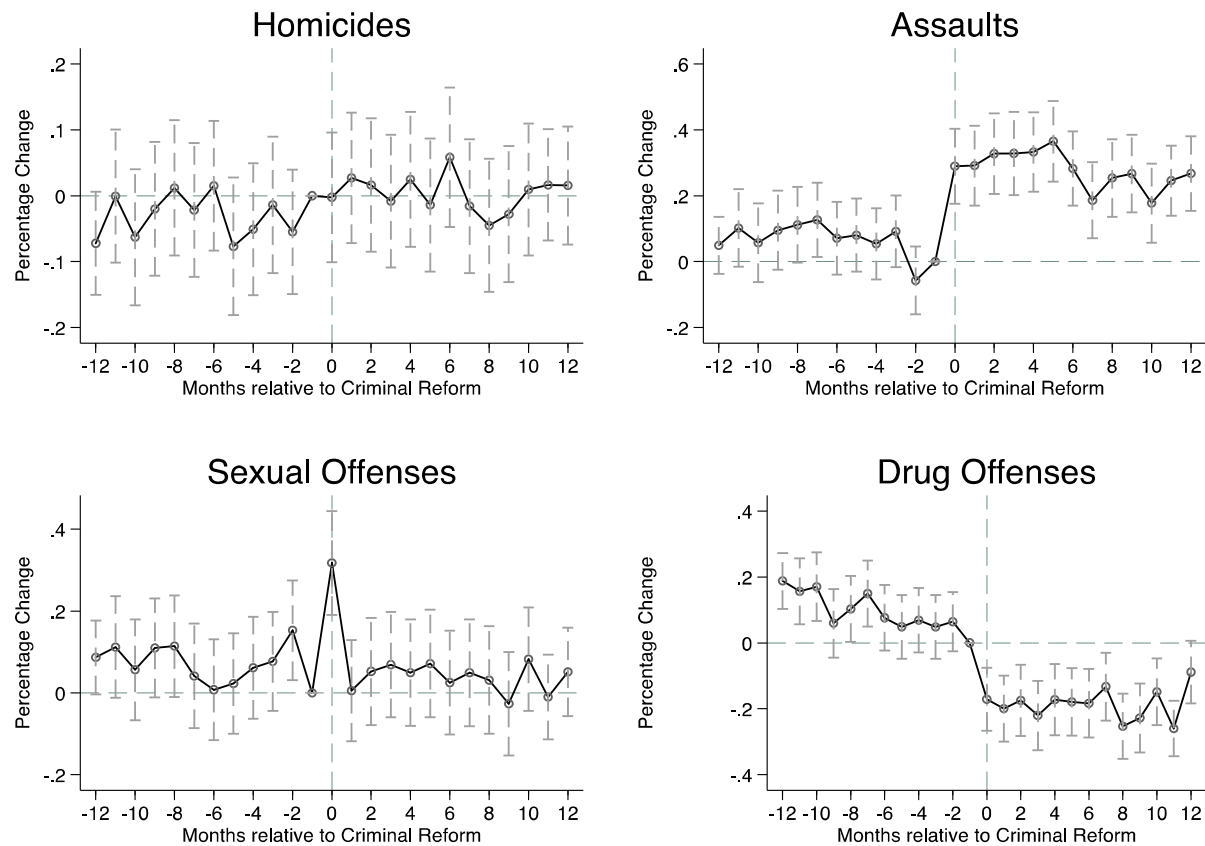 Homicides
Percentage Change
.2
.1
0
-.1
-.2
-12 -10 -8 -6 -4 -2 0 2 4 6 8 10 12
Months relative to Criminal Reform
Assaults
Percentage Change
.6
.4
.2
0
-.2
-12 -10 -8 -6 -4 -2 0 2 4 6 8 10 12
Months relative to Criminal Reform
Sexual Offenses
Percentage Change
.4
.2
0
-.2
-12 -10 -8 -6 -4 -2 0 2 4 6 8 10 12
Months relative to Criminal Reform
Drug Offenses
Percentage Change
.4
.2
0
-.2
-.4
-12 -10 -8 -6 -4 -2 0 2 4 6 8 10 12
Months relative to Criminal Reform